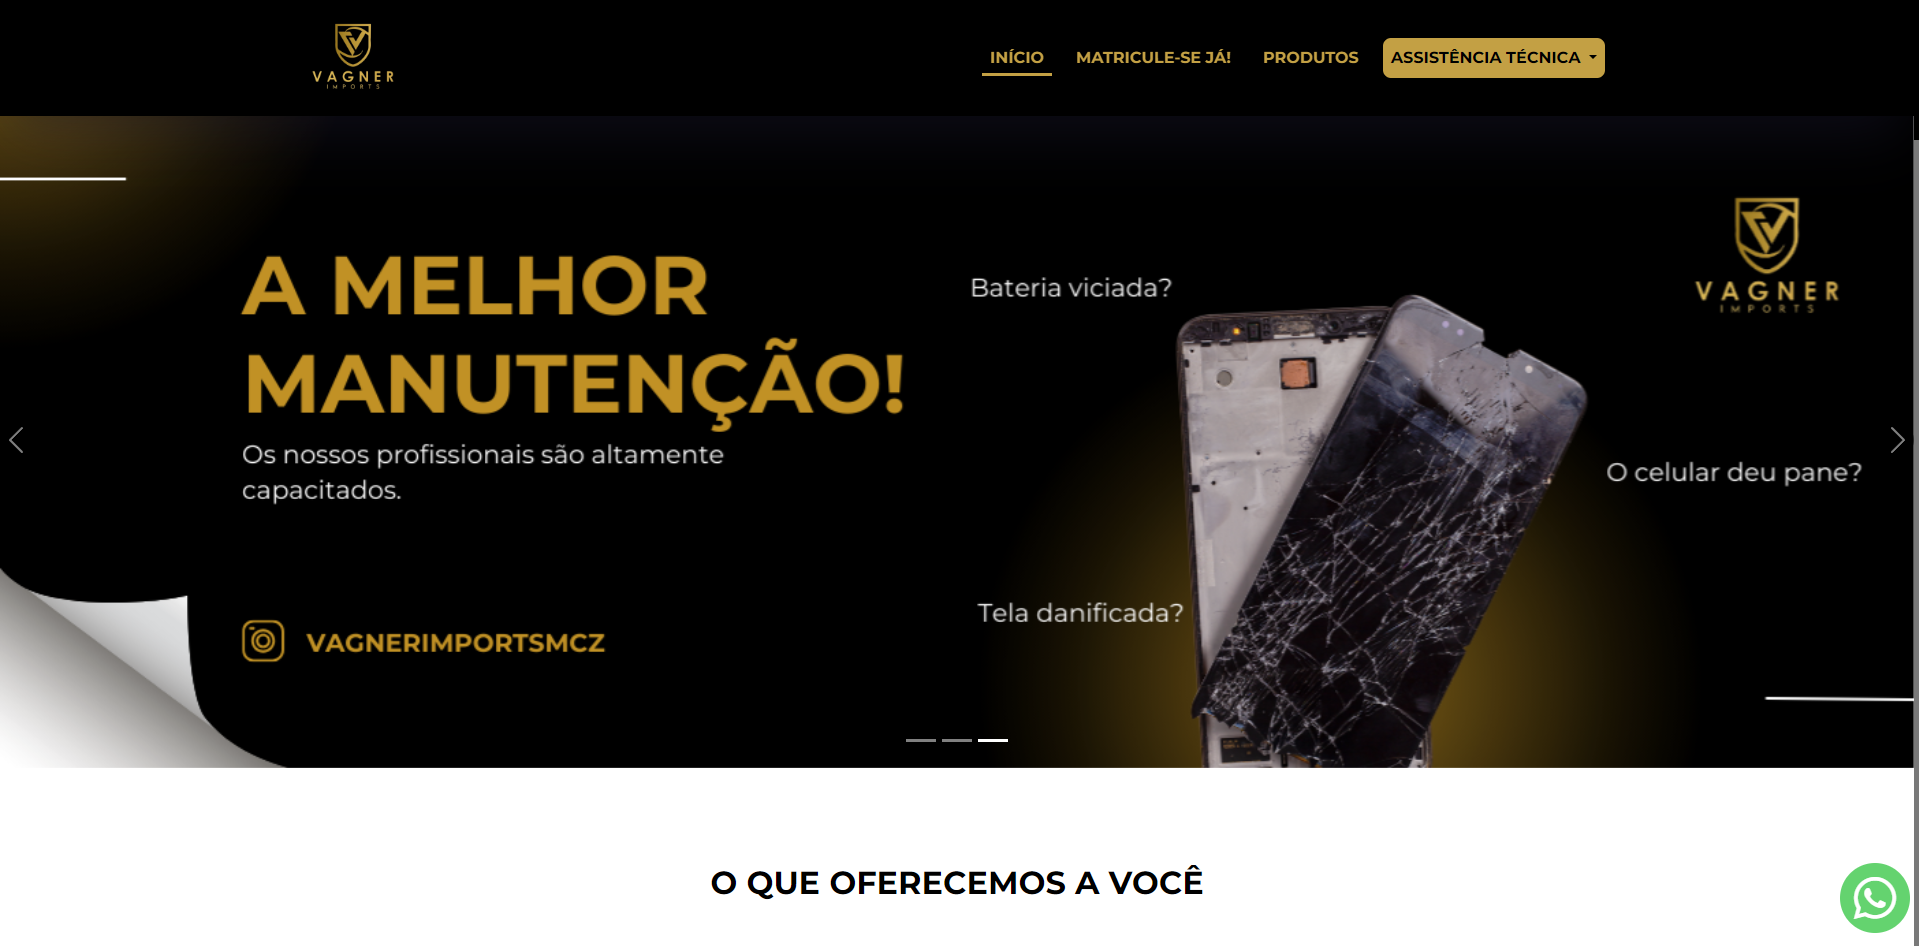 VAGNER
IMPORTS
INÍCIO
MATRICULE-SE JÁ!
PRODUTOS
ASSISTÊNCIA TÉCNICA
VAGNER
IMPORTS
A MELHOR
MANUTENÇÃO!
Os nossos profissionais são altamente
capacitados.
VAGNERIMPORTSMCZ
Bateria viciada?
O celular deu pane?
Tela danificada?
O QUE OFERECEMOS A VOCÊ